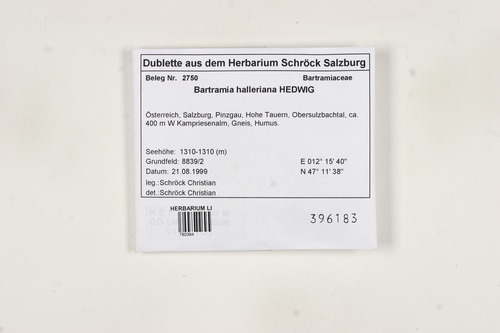 Dublette aus dem Herbarium Schröck Salzburg
Beleg Nr. 2750 Bartramiaceae
Bartramia halleriana HEDWIG
Österreich, Salzburg, Pinzgau, Hohe Tauern, Obersulzbachtal, ca.
400 m W Kampriesenalm, Gneis, Humus.
Seehöhe: 1310-1310 (m)
Grundfeld: 8839/2 E 012° 15' 40"
Datum: 21.08.1999 N 47° 11' 38"
leg.: Schröck Christian
det.: Schröck Christian
HERBARIUM LI
396183